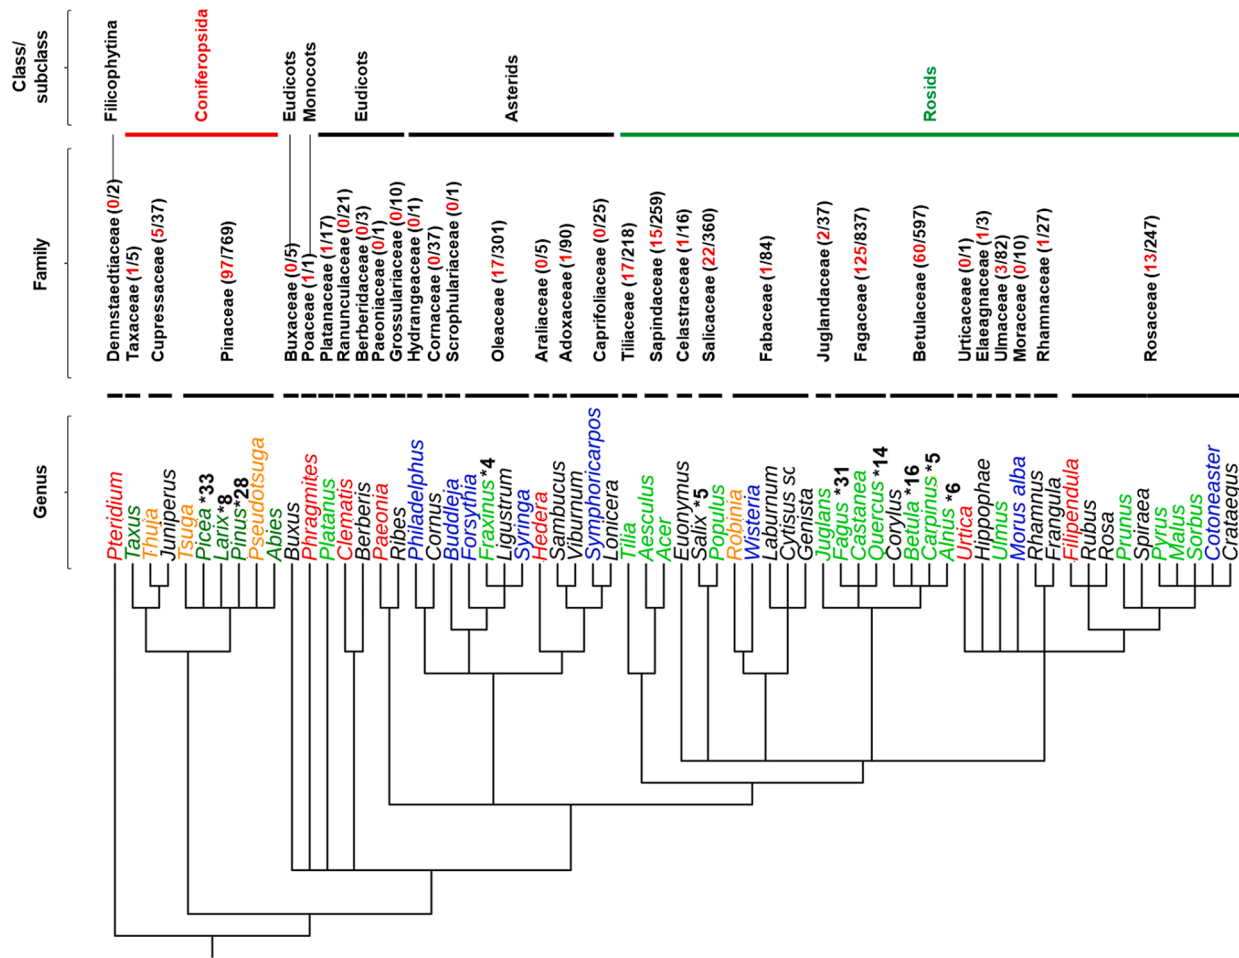 Class/
subclass
Filicophytina
Coniferopsida
Eudicots
Monocots
Eudicots
Asterids
Rosids
Family
Dennstaedtiaceae (0/2)
Taxaceae (1/5)
Cupressaceae (5/37)
Pinaceae (97/769)
Buxaceae (0/5)
Poaceae (1/1)
Platanaceae (1/17)
Ranunculaceae (0/21)
Berberidaceae (0/3)
Paeoniaceae (0/1)
Grossulariaceae (0/10)
Hydrangeaceae (0/1)
Cornaceae (0/37)
Scrophulariaceae (0/1)
Oleaceae (17/301)
Araliaceae (0/5)
Adoxaceae (1/90)
Caprifoliaceae (0/25)
Tiliaceae (17/218)
Sapindaceae (15/259)
Celastraceae (1/16)
Salicaceae (22/360)
Fabaceae (1/84)
Juglandaceae (2/37)
Fagaceae (125/837)
Betulaceae (60/597)
Urticaceae (0/1)
Elaeagnaceae (1/3)
Ulmaceae (3/82)
Moraceae (0/10)
Rhamnaceae (1/27)
Rosaceae (13/247)
Genus
Pteridium
Taxus
Thuja
Juniperus
Tsuga
Picea *33
Larix*8
Pinus*28
Pseudotsuga
Abies
Buxus
Phragmites
Platanus
Clematis
Berberis
Paeonia
Ribes
Philadelphus
Cornus
Buddleja
Forsythia
Fraxinus*4
Ligustrum
Syringa
Hedera
Sambucus
Viburnum
Symphoricarpos
Lonicera
Tilia
Aesculus
Acer
Euonymus
Salix *5
Populus
Robinia
Wisteria
Laburnum
Cytisus sc
Genista
Juglans
Fagus *31
Castanea
Quercus *14
Corylus
Betula *16
Carpinus *5
Alnus *6
Urtica
Hippophae
Ulmus
Morus alba
Rhamnus
Frangula
Filipendula
Rubus
Rosa
Prunus
Spiraea
Pyrus
Malus
Sorbus
Cotoneaster
Crataegus